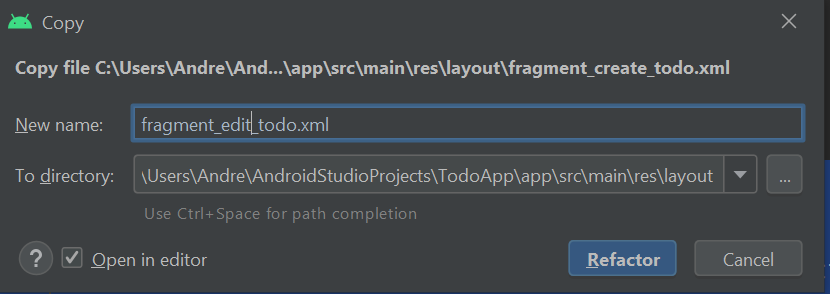 Copy
Copy file C:\Users\Andre\And...\app\src\main\res\layout\fragment_create_todo.xml
New name: fragment_edit_todo.xml
To directory: \Users\Andre\AndroidStudioProjects\TodoApp\app\src\main\res\layout ...
Use Ctrl+Space for path completion
? Open in editor Refactor Cancel